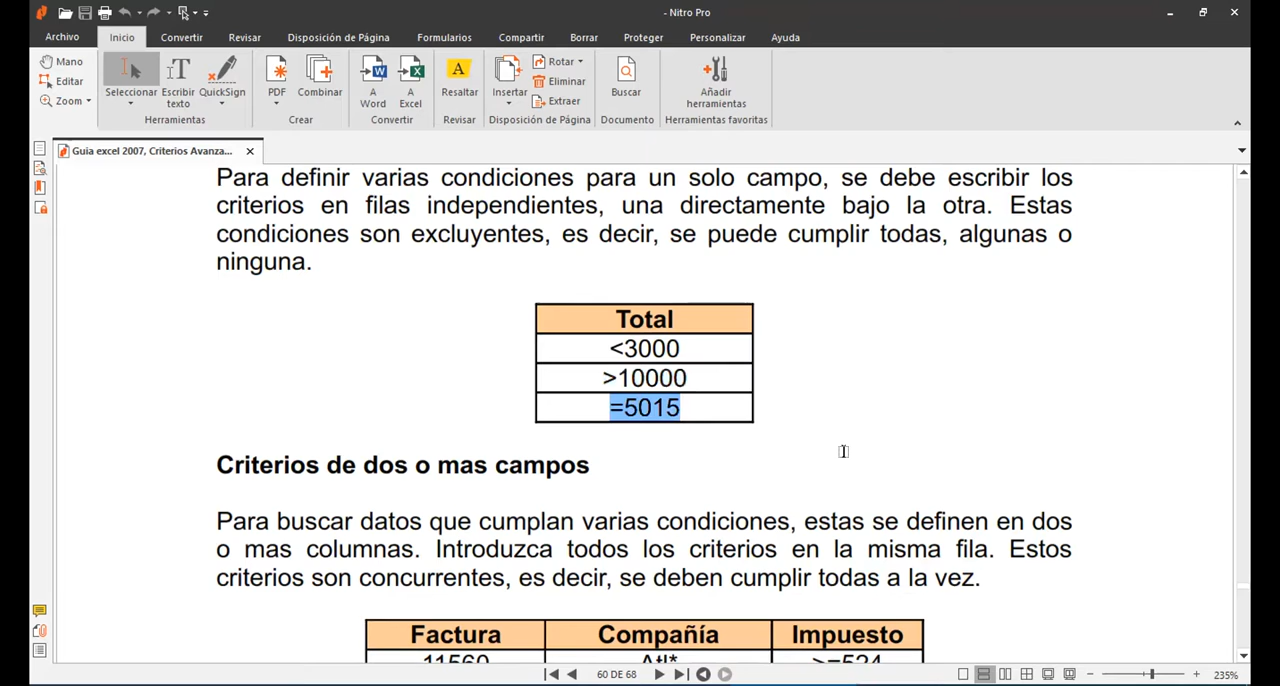 - Nitro Pro
Archivo Inicio Convertir Revisar Disposición de Página Formularios Compartir Borrar Proteger Personalizar Ayuda
Mano
Editar
Zoom
Seleccionar
Escribir texto
QuickSign
Herramientas
PDF
Combinar
Crear
A Word
A Excel
Convertir
Resaltar
Revisar
Insertar
Rotar
Eliminar
Extraer
Disposición de Página
Buscar
Documento
Añadir herramientas
Herramientas favoritas
Guia excel 2007, Criterios Avanza...
Para definir varias condiciones para un solo campo, se debe escribir los
criterios en filas independientes, una directamente bajo la otra. Estas
condiciones son excluyentes, es decir, se puede cumplir todas, algunas o
ninguna.
Total
<3000
>10000
=5015
Criterios de dos o mas campos
Para buscar datos que cumplan varias condiciones, estas se definen en dos
o mas columnas. Introduzca todos los criterios en la misma fila. Estos
criterios son concurrentes, es decir, se deben cumplir todas a la vez.
Factura Compañía Impuesto
11560 Atl* >=524
60 DE 68
235%